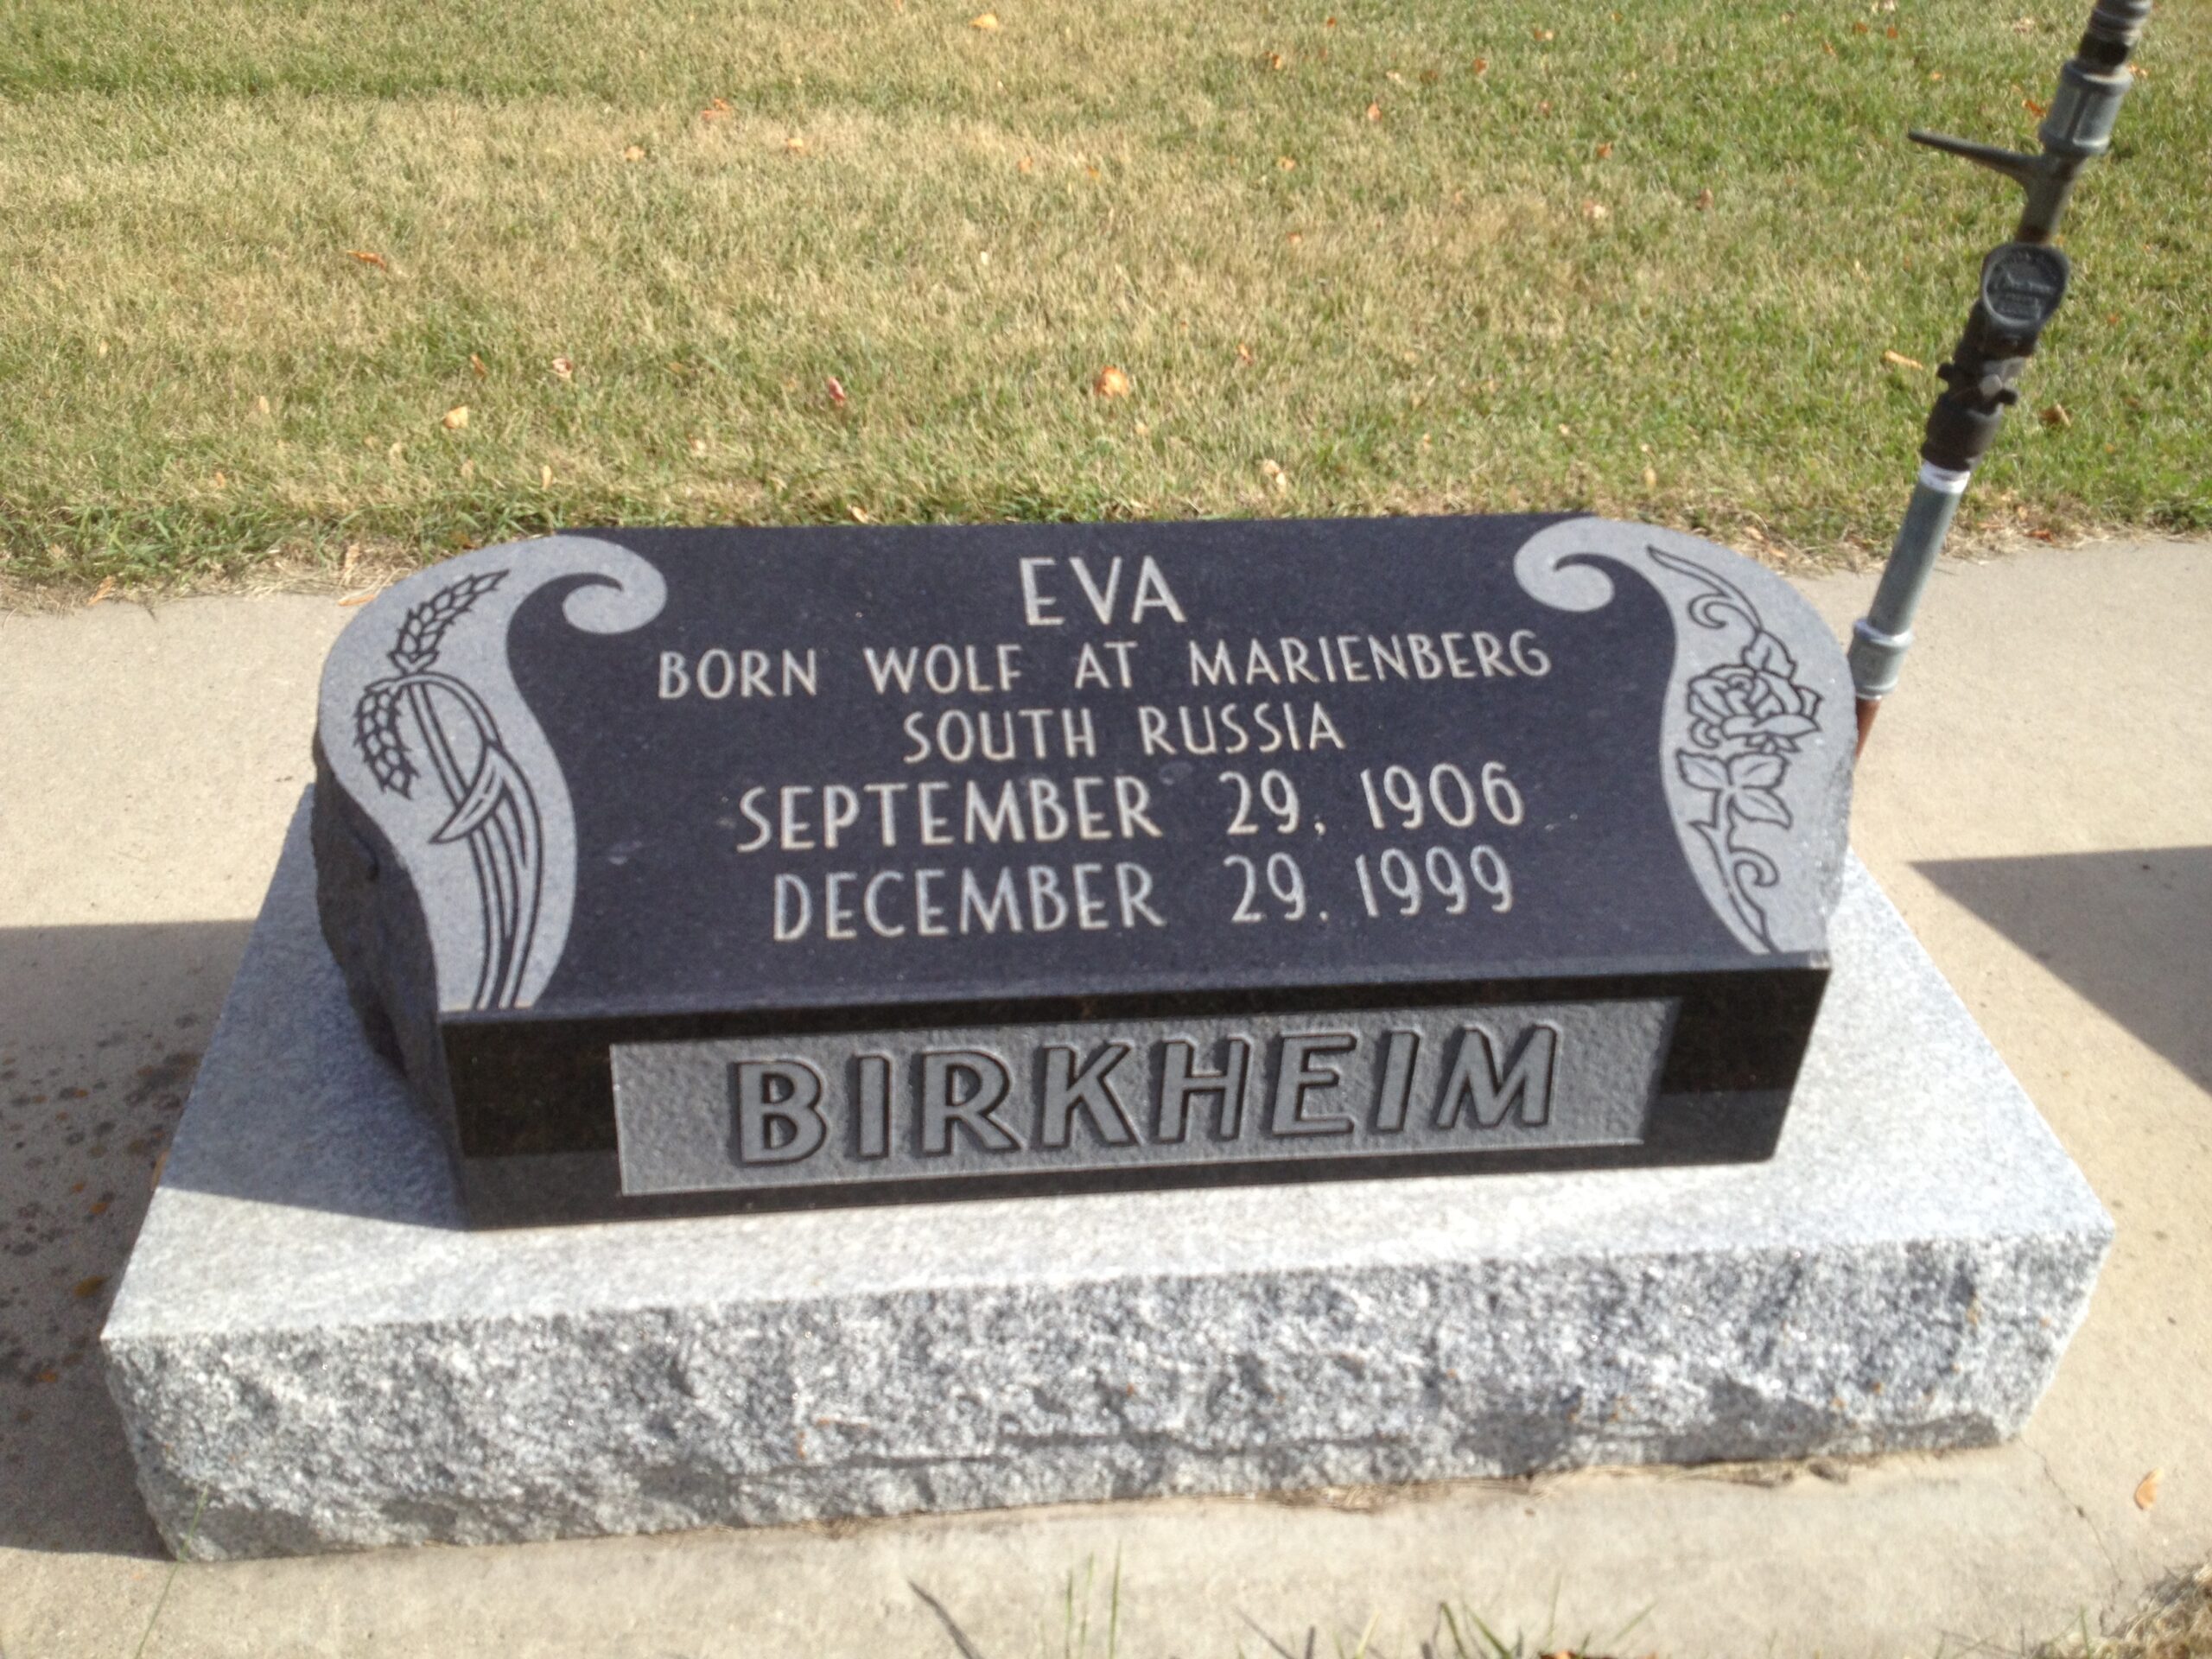 EVA
BORN WOLF AT MARIENBERG
SOUTH RUSSIA
SEPTEMBER 29, 1906
DECEMBER 29, 1999
BIRKHEIM